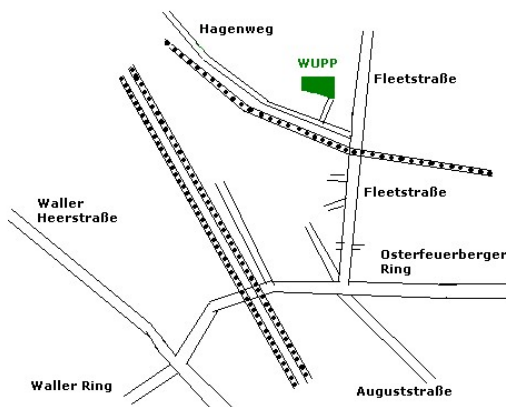 Hagenweg
WUPP
Fleetstraße
Fleetstraße
Waller
Heerstraße
Osterfeuerberger
Ring
Waller Ring
Auguststraße